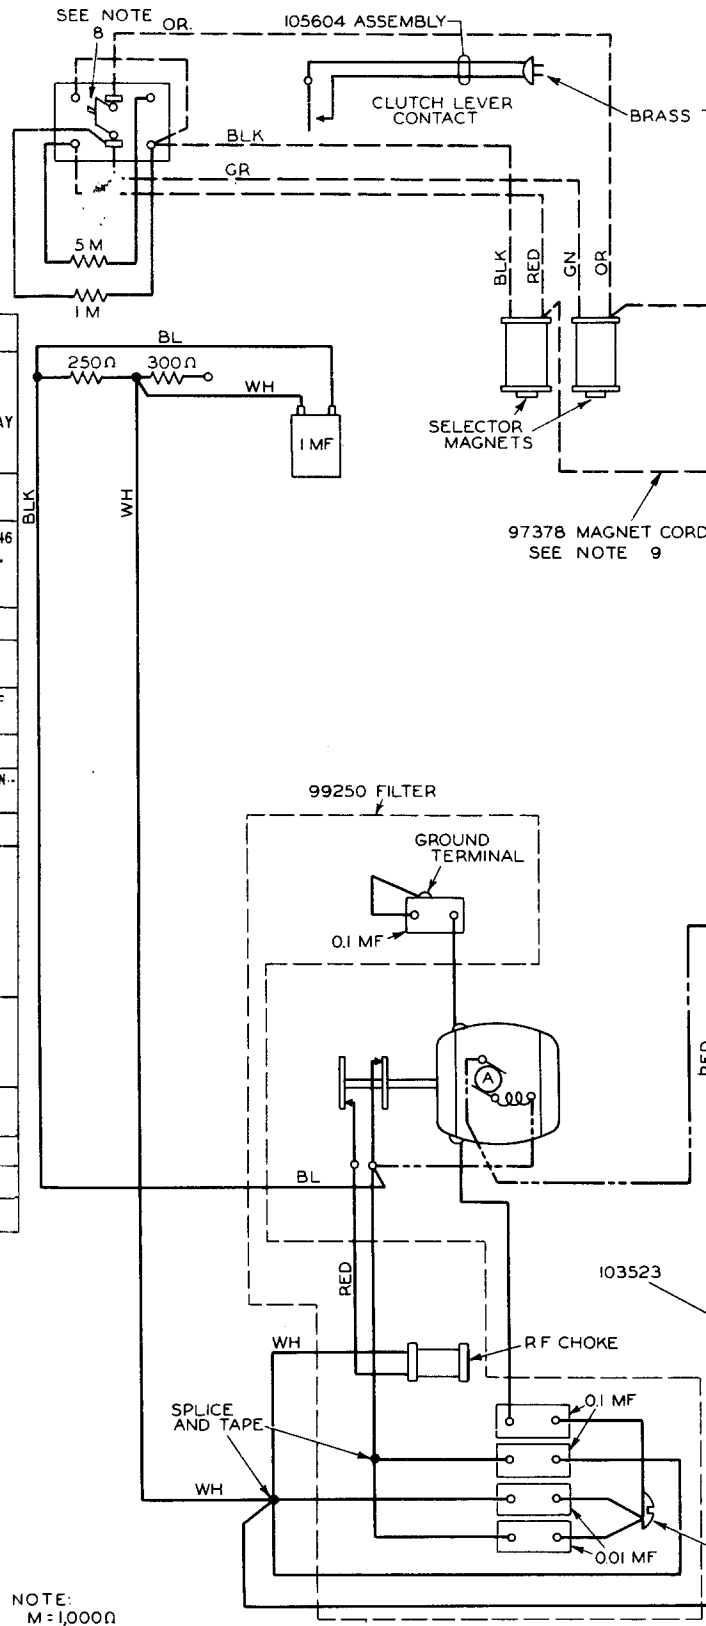 SEE NOTE
8
OR.
105604 ASSEMBLY
CLUTCH LEVER
CONTACT
BRASS
BLK
GR
5 M
1 M
BLK
RED
GN
OR
BL
250Ω
300Ω
WH
1 MF
SELECTOR
MAGNETS
AY
BLK
WH
97378 MAGNET CORD
SEE NOTE 9
46
99250 FILTER
GROUND
TERMINAL
0.1 MF
A
RED
BL
RED
103523
WH
RF CHOKE
SPLICE
AND TAPE
0.1 MF
WH
0.01 MF
NOTE:
M=1,000Ω